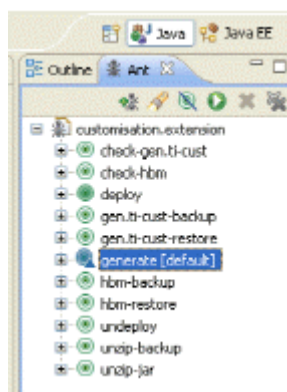 Java Java EE
Outline Ant
customisation.extension
check-gen.ti-cust
check-hbm
deploy
gen.ti-cust-backup
gen.ti-cust-restore
generate [default]
hbm-backup
hbm-restore
undeploy
unzip-backup
unzip-jar